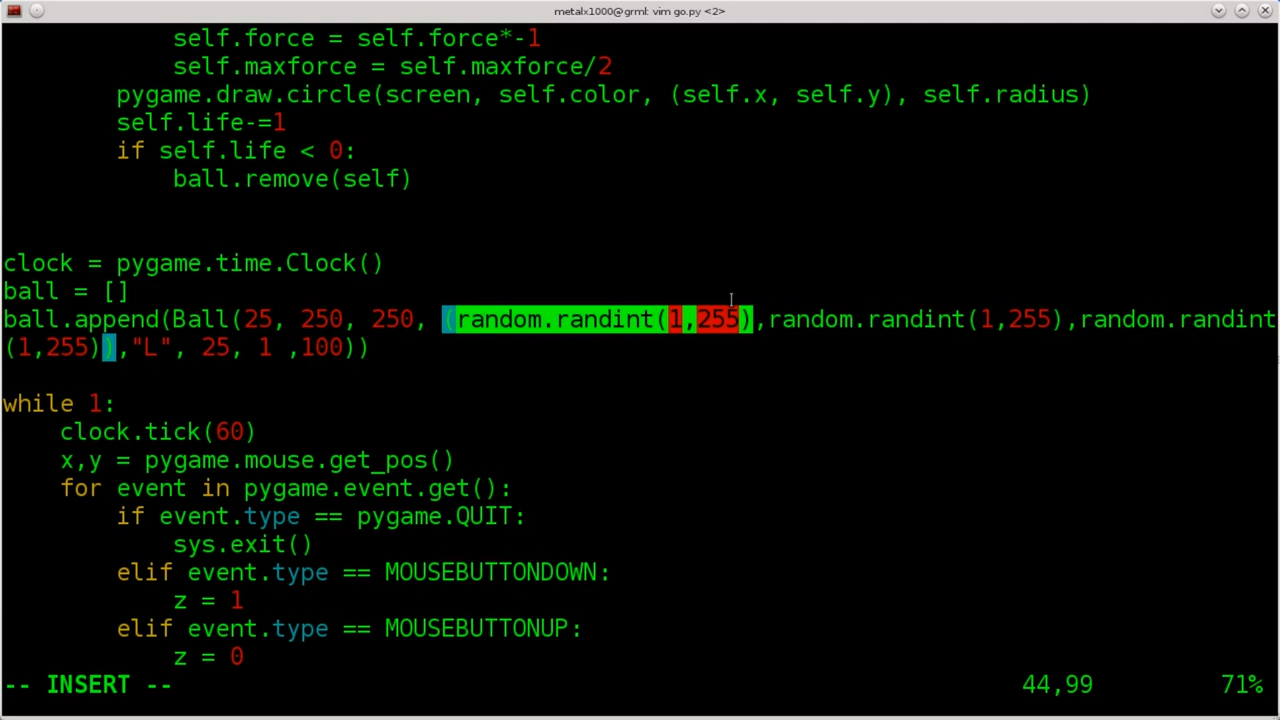 metalx1000@grml: vim go.py <2>
self.force = self.force*-1
self.maxforce = self.maxforce/2
pygame.draw.circle(screen, self.color, (self.x, self.y), self.radius)
self.life-=1
if self.life < 0:
ball.remove(self)
clock = pygame.time.Clock()
ball = []
ball.append(Ball(25, 250, 250, (random.randint(1,255),random.randint(1,255),random.randint
(1,255)),"L", 25, 1 ,100))
while 1:
clock.tick(60)
x,y = pygame.mouse.get_pos()
for event in pygame.event.get():
if event.type == pygame.QUIT:
sys.exit()
elif event.type == MOUSEBUTTONDOWN:
z = 1
elif event.type == MOUSEBUTTONUP:
z = 0
-- INSERT -- 44,99 71%